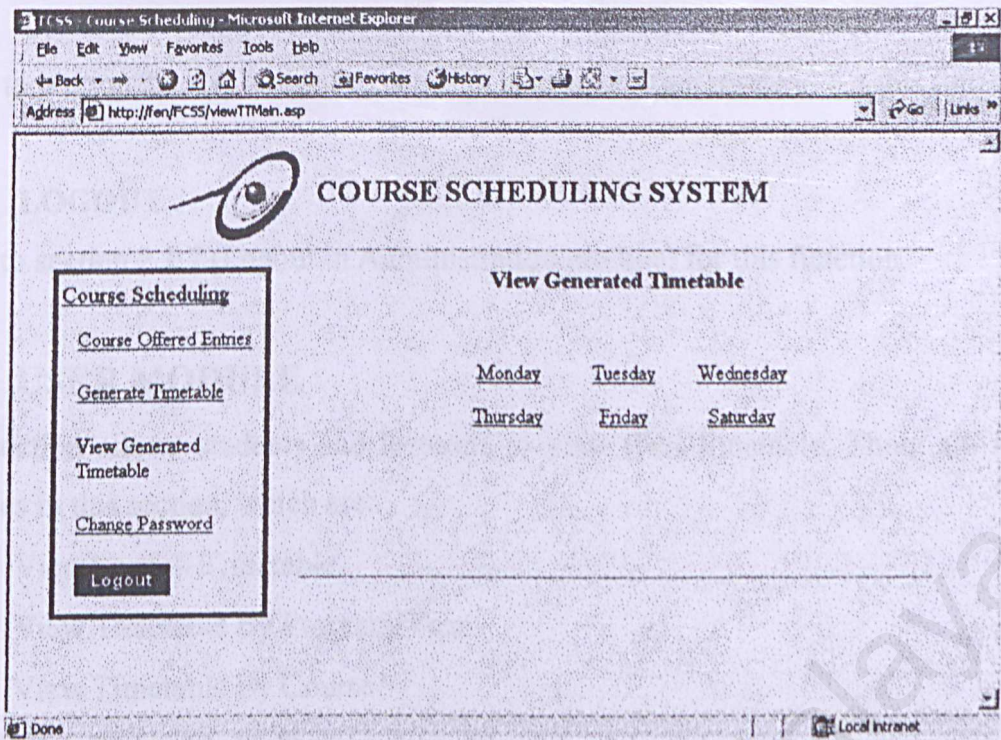 FCSS - Course Scheduling - Microsoft Internet Explorer
File Edit View Favorites Tools Help
Back Search Favorites History
Address http://fen/FCSS/viewTTMain.asp Go Links
COURSE SCHEDULING SYSTEM
Course Scheduling
Course Offered Entries
Generate Timetable
View Generated
Timetable
Change Password
Logout
View Generated Timetable
Monday Tuesday Wednesday
Thursday Friday Saturday
Done Local intranet